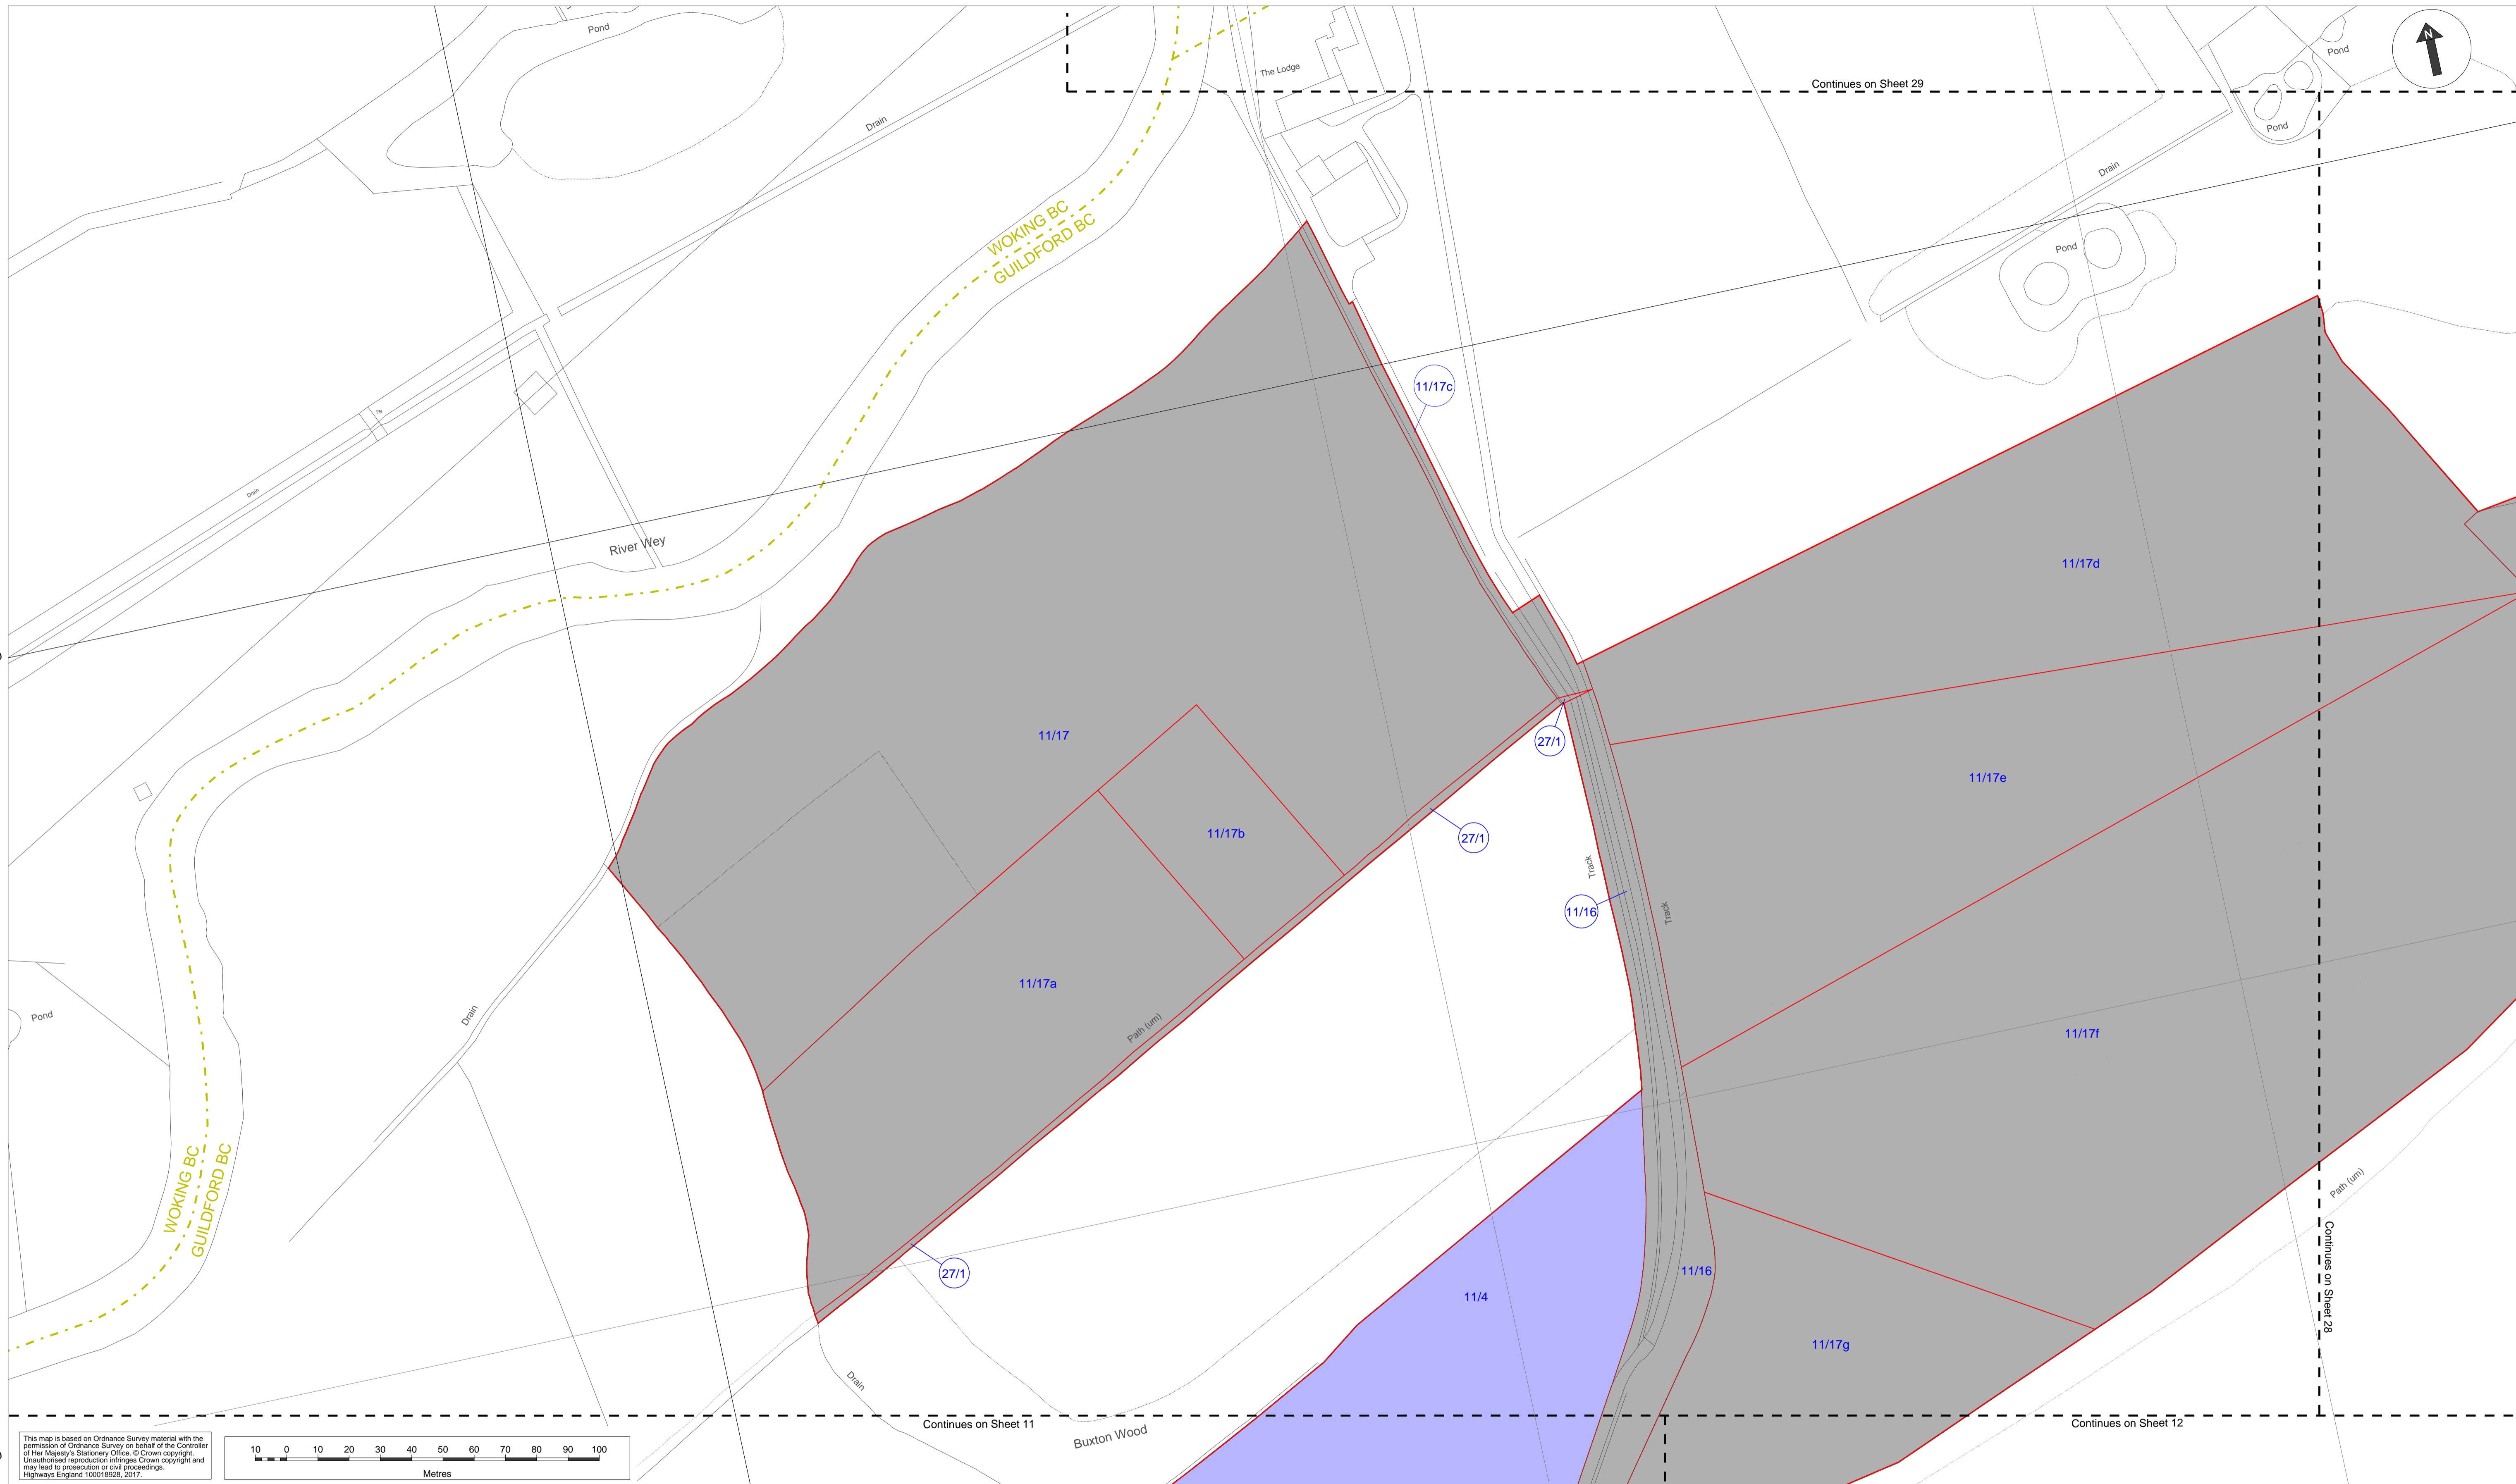 Pond
The Lodge
Continues on Sheet 29
N
Pond
Pond
Drain
Drain
Pond
WOKING BC
GUILDFORD BC
11/17c
Drain
River Wey
11/17d
11/17
27/1
11/17e
11/17b
27/1
Track
11/16
Track
11/17a
Pond
Drain
Path (um)
11/17f
WOKING BC
GUILDFORD BC
Path (um)
27/1
11/16
11/4
Continues on Sheet 28
11/17g
Drain
Continues on Sheet 11
Continues on Sheet 12
Buxton Wood
This map is based on Ordnance Survey material with the
permission of Ordnance Survey on behalf of the Controller
of Her Majesty's Stationery Office. © Crown copyright.
Unauthorised reproduction infringes Crown copyright and
may lead to prosecution or civil proceedings.
Highways England 100018928, 2017.
10 0 10 20 30 40 50 60 70 80 90 100
Metres